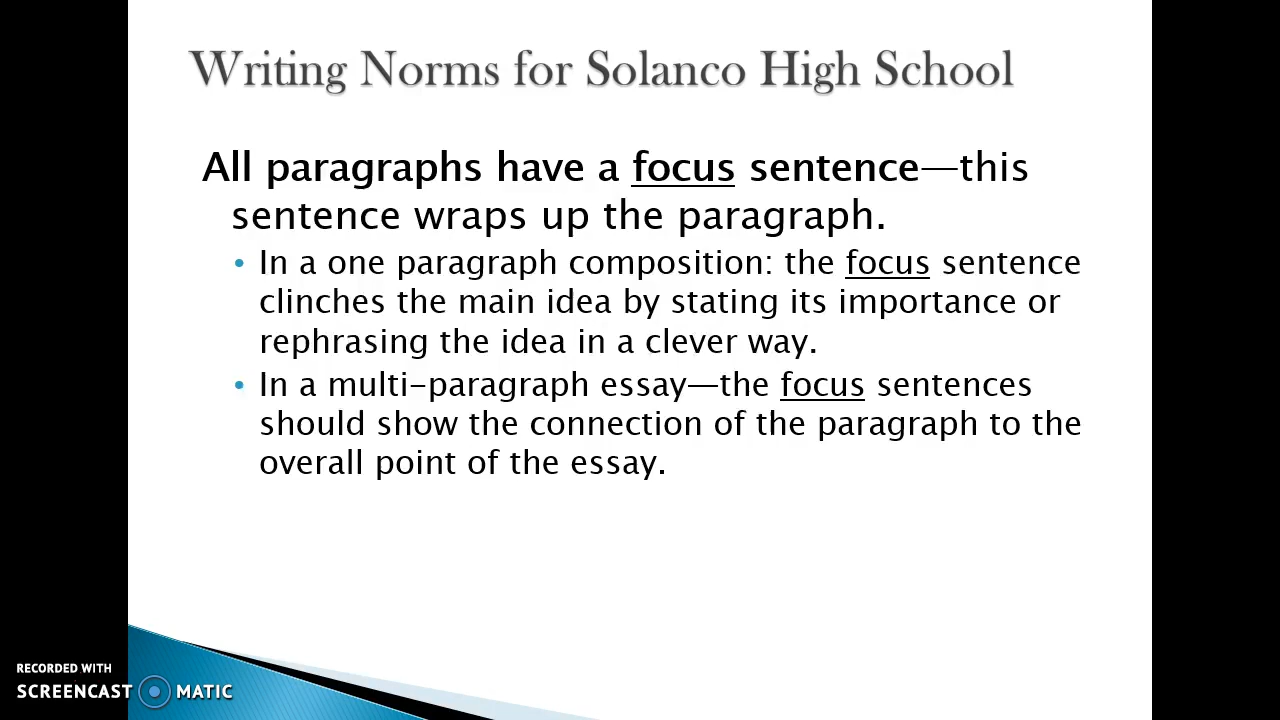 Writing Norms for Solanco High School
All paragraphs have a focus sentence—this
sentence wraps up the paragraph.
• In a one paragraph composition: the focus sentence
clinches the main idea by stating its importance or
rephrasing the idea in a clever way.
• In a multi-paragraph essay—the focus sentences
should show the connection of the paragraph to the
overall point of the essay.
RECORDED WITH
SCREENCAST MATIC